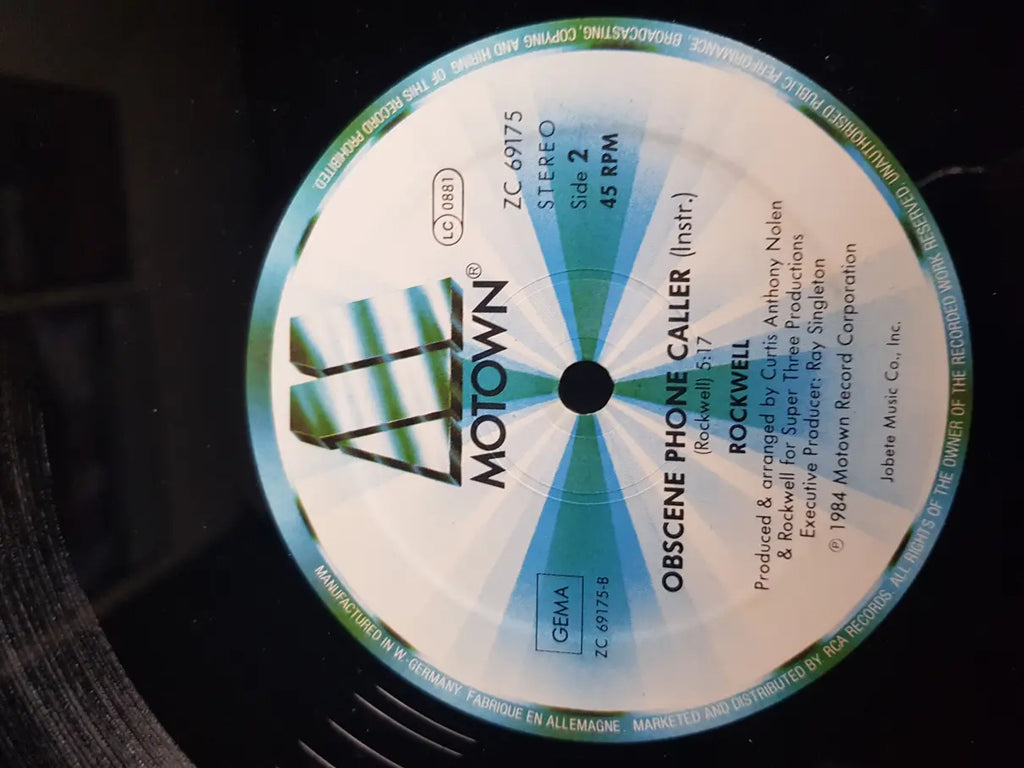 MOTOWN®
LC 0881
GEMA
ZC 69175-B
ZC 69175
STEREO
Side 2
45 RPM
OBSCENE PHONE CALLER (Instr.)
(Rockwell) 5:17
ROCKWELL
Produced & arranged by Curtis Anthony Nolen
& Rockwell for Super Three Productions
Executive Producer: Ray Singleton
℗ 1984 Motown Record Corporation
Jobete Music Co., Inc.
MANUFACTURED IN W-GERMANY. FABRIQUE EN ALLEMAGNE. MARKETED AND DISTRIBUTED BY RCA RECORDS. ALL RIGHTS OF THE OWNER OF THE RECORDED WORK RESERVED. UNAUTHORISED PUBLIC PERFORMANCE, BROADCASTING, COPYING AND HIRING OF THIS RECORD PROHIBITED.